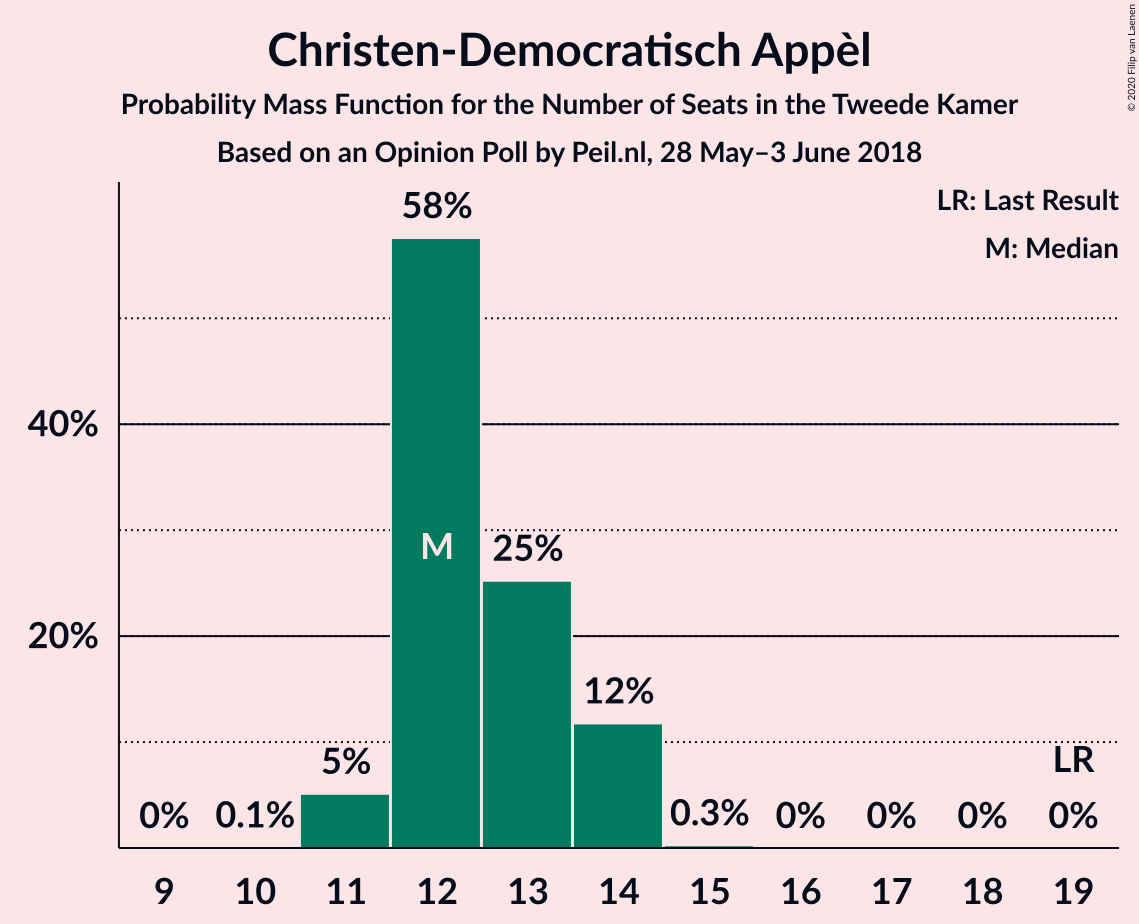 Christen-Democratisch Appèl
Probability Mass Function for the Number of Seats in the Tweede Kamer
Based on an Opinion Poll by Peil.nl, 28 May–3 June 2018
© 2020 Filip van Laenen
LR: Last Result
M: Median
58%
40%
M
25%
20%
12%
5%
LR
0% 0.1% 0.3% 0% 0% 0% 0%
9 10 11 12 13 14 15 16 17 18 19